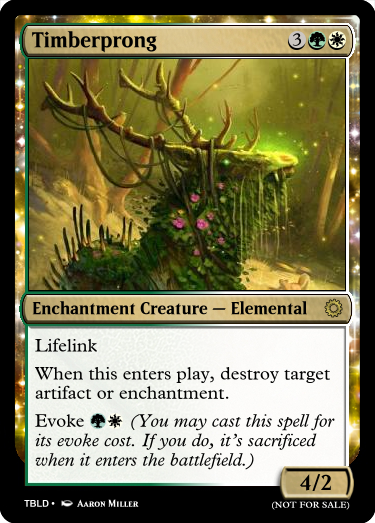 Timberprong 3
Enchantment Creature — Elemental
Lifelink
When this enters play, destroy target
artifact or enchantment.
Evoke (You may cast this spell for
its evoke cost. If you do, it's sacrificed
when it enters the battlefield.)
4/2
TBLD • Aaron Miller
(NOT FOR SALE)